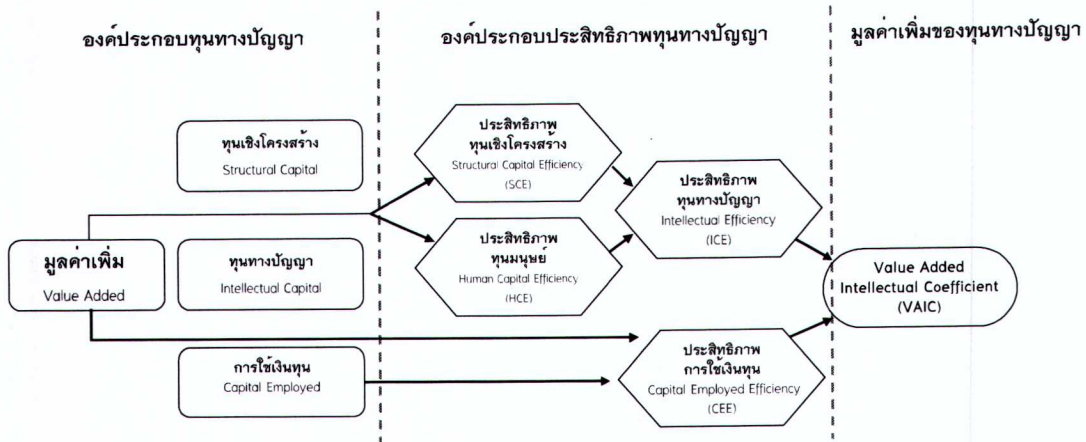 องค์ประกอบทุนทางปัญญา
องค์ประกอบประสิทธิภาพทุนทางปัญญา
มูลค่าเพิ่มของทุนทางปัญญา
ทุนเชิงโครงสร้าง
Structural Capital
ประสิทธิภาพ
ทุนเชิงโครงสร้าง
Structural Capital Efficiency
(SCE)
ประสิทธิภาพ
ทุนทางปัญญา
Intellectual Efficiency
(ICE)
มูลค่าเพิ่ม
Value Added
ทุนทางปัญญา
Intellectual Capital
ประสิทธิภาพ
ทุนมนุษย์
Human Capital Efficiency
(HCE)
Value Added
Intellectual Coefficient
(VAIC)
การใช้เงินทุน
Capital Employed
ประสิทธิภาพ
การใช้เงินทุน
Capital Employed Efficiency
(CEE)